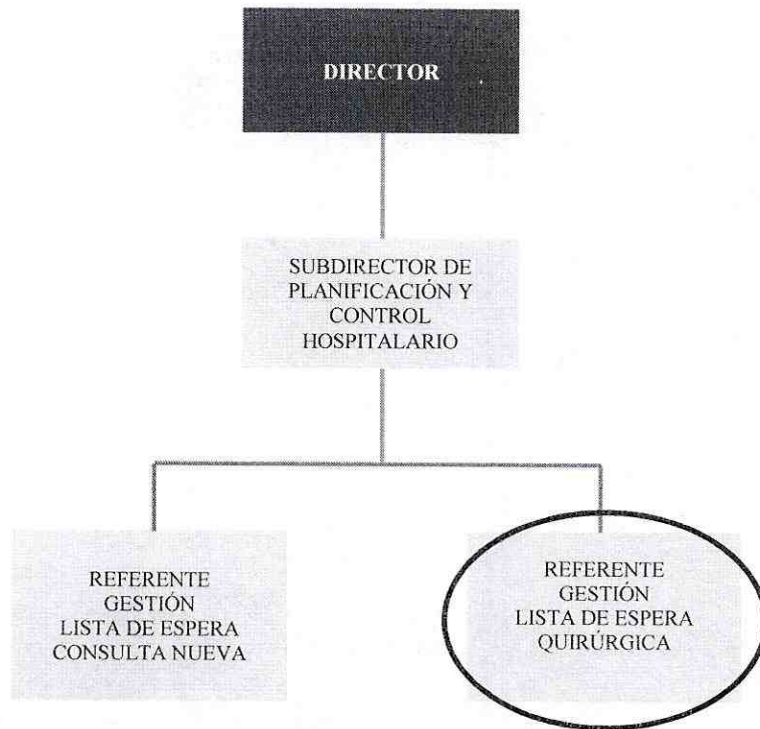 DIRECTOR
SUBDIRECTOR DE
PLANIFICACIÓN Y
CONTROL
HOSPITALARIO
REFERENTE
GESTIÓN
LISTA DE ESPERA
CONSULTA NUEVA
REFERENTE
GESTIÓN
LISTA DE ESPERA
QUIRÚRGICA